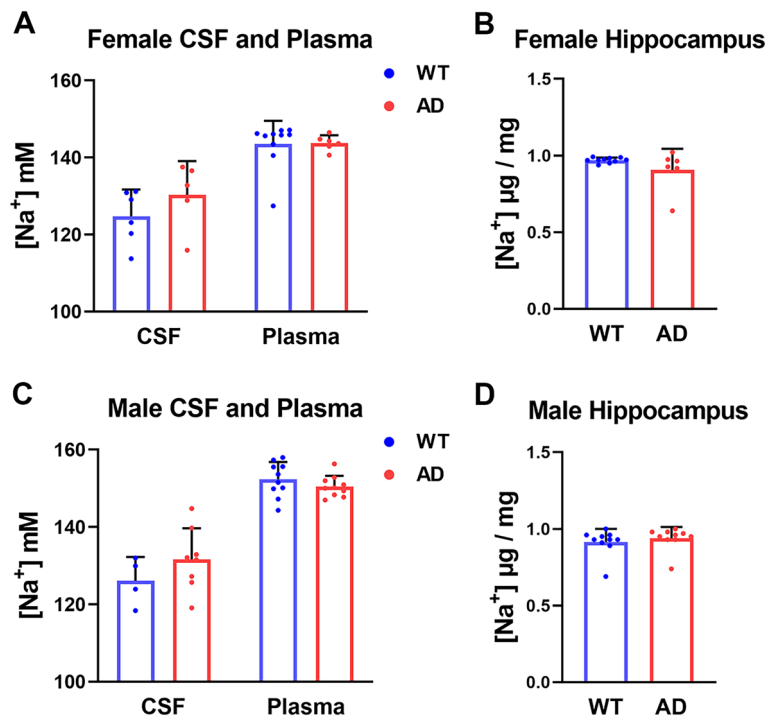 A
Female CSF and Plasma
WT
AD
[Na+] mM
160
140
120
100
CSF
Plasma
B
Female Hippocampus
[Na+] µg / mg
1.5
1.0
0.5
0.0
WT
AD
C
Male CSF and Plasma
WT
AD
[Na+] mM
160
150
120
100
CSF
Plasma
D
Male Hippocampus
[Na+] µg / mg
1.5
1.0
0.5
0.0
WT
AD